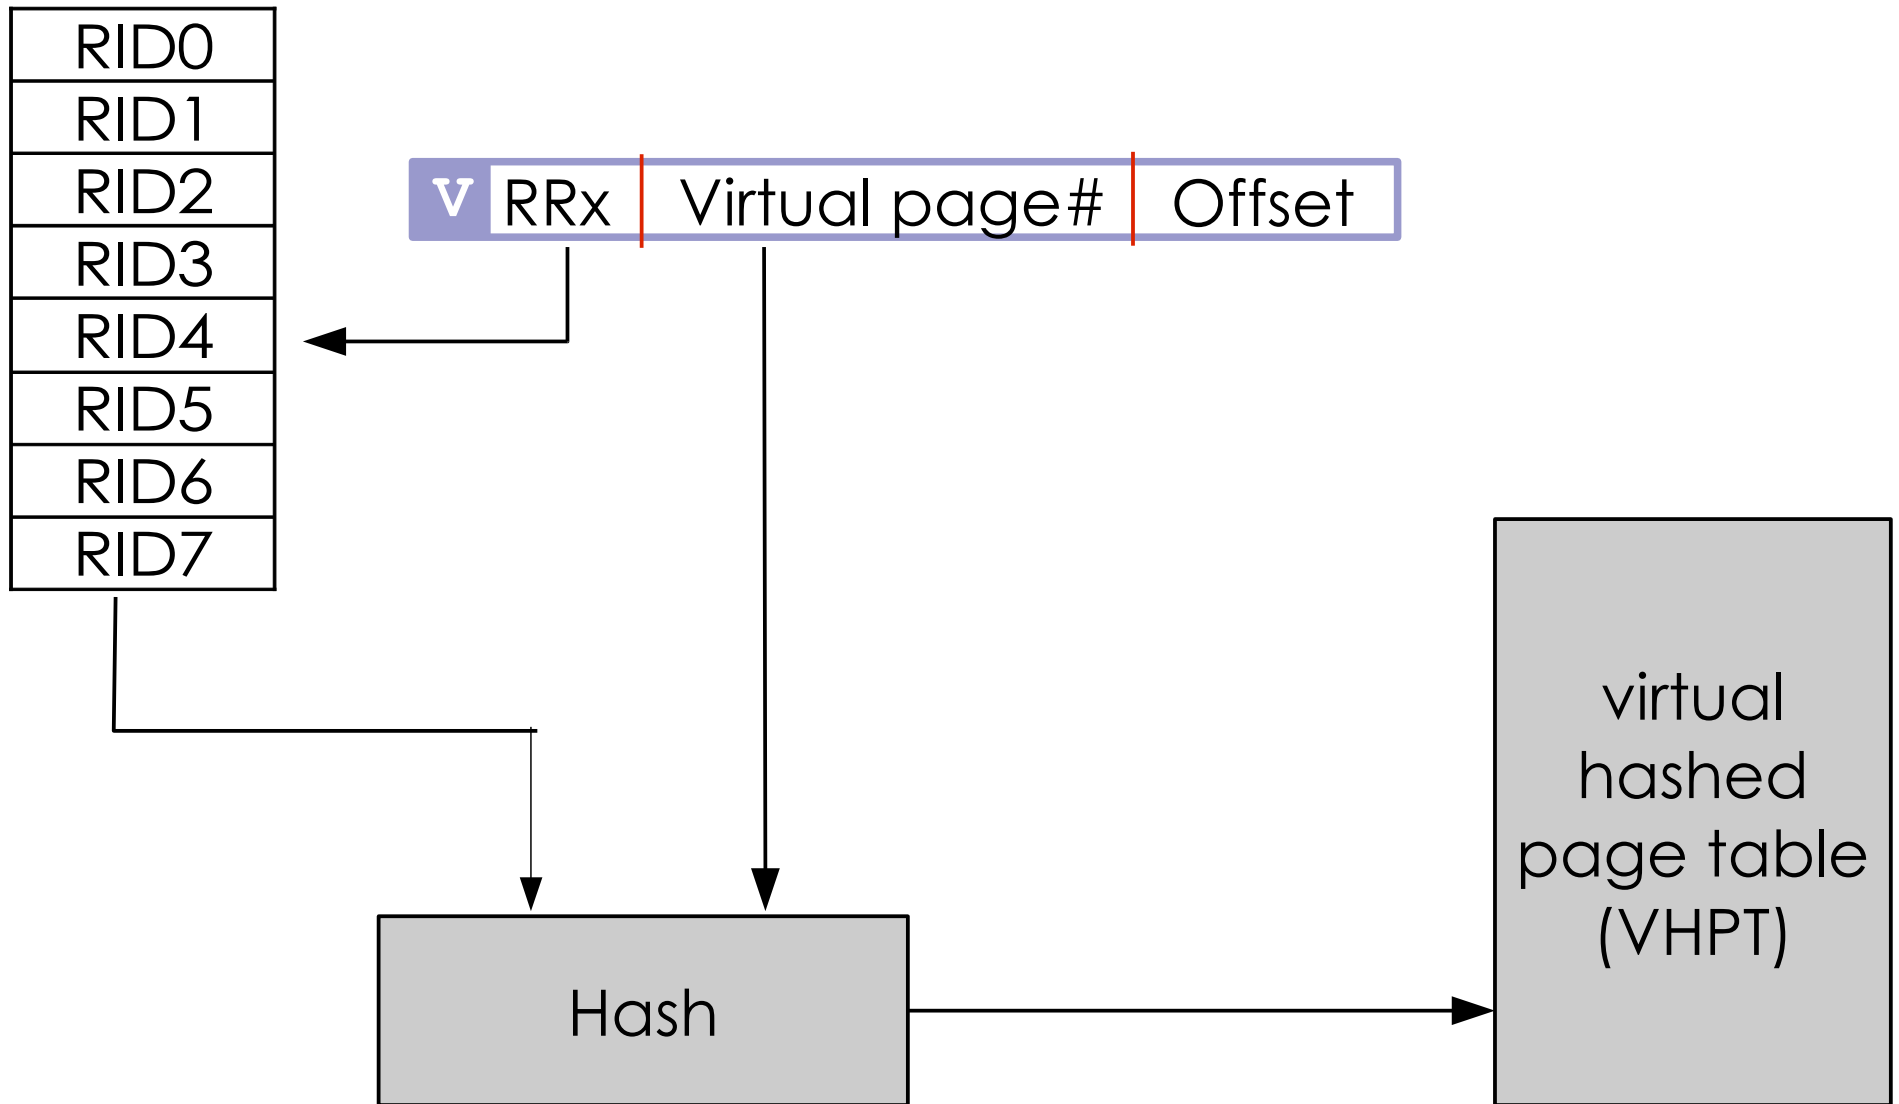 RID0
RID1
RID2
RID3
RID4
RID5
RID6
RID7
v RRx Virtual page# Offset
Hash
virtual
hashed
page table
(VHPT)